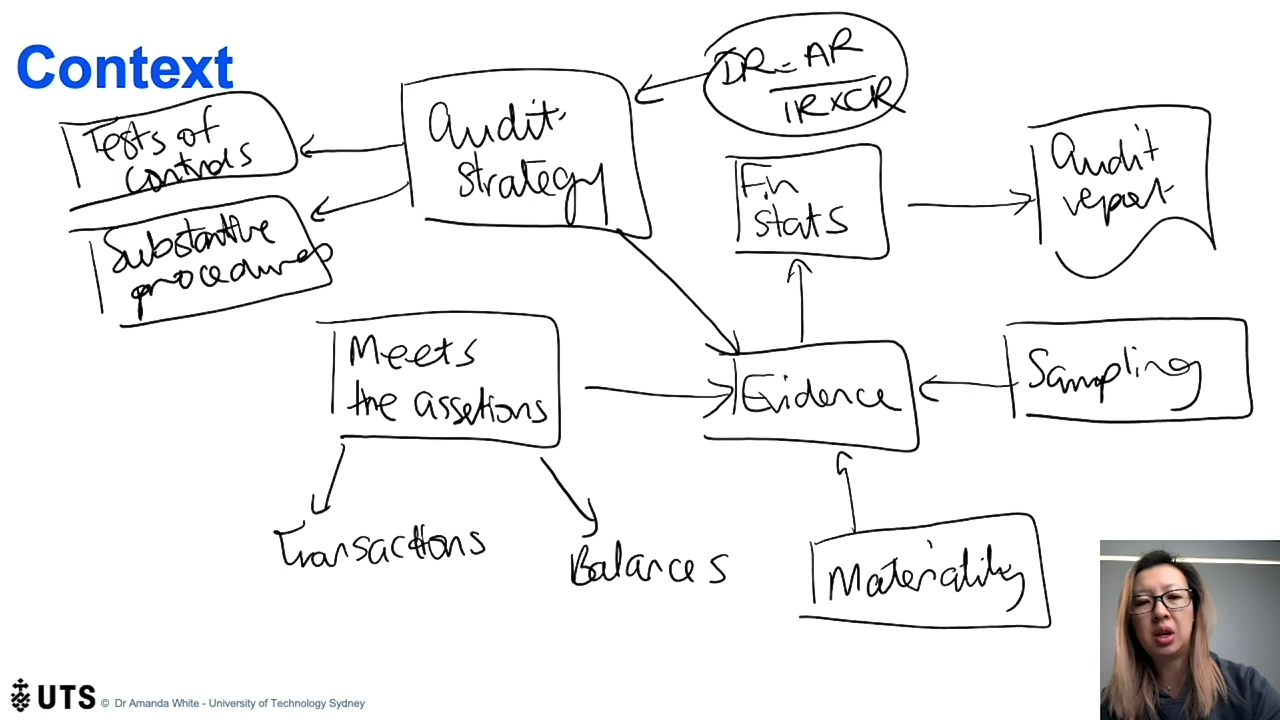 Context
DR = AR
IR x CR
Tests of
controls
Audit
strategy
Substantive
procedures
Fin
stats
Audit
report
Meets
the assetions
Evidence
Sampling
Transactions
Balances
Materiality
UTS © Dr Amanda White - University of Technology Sydney